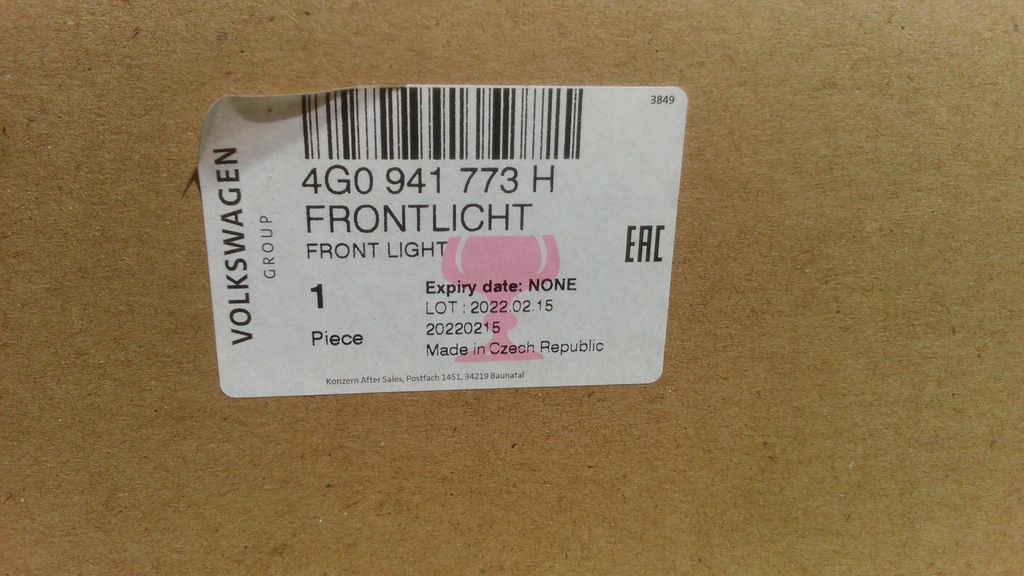 3849
VOLKSWAGEN
GROUP
4G0 941 773 H
FRONTLICHT
FRONT LIGHT
EAC
1
Piece
Expiry date: NONE
LOT : 2022.02.15
20220215
Made in Czech Republic
Konzern After Sales, Postfach 1451, 34219 Baunatal